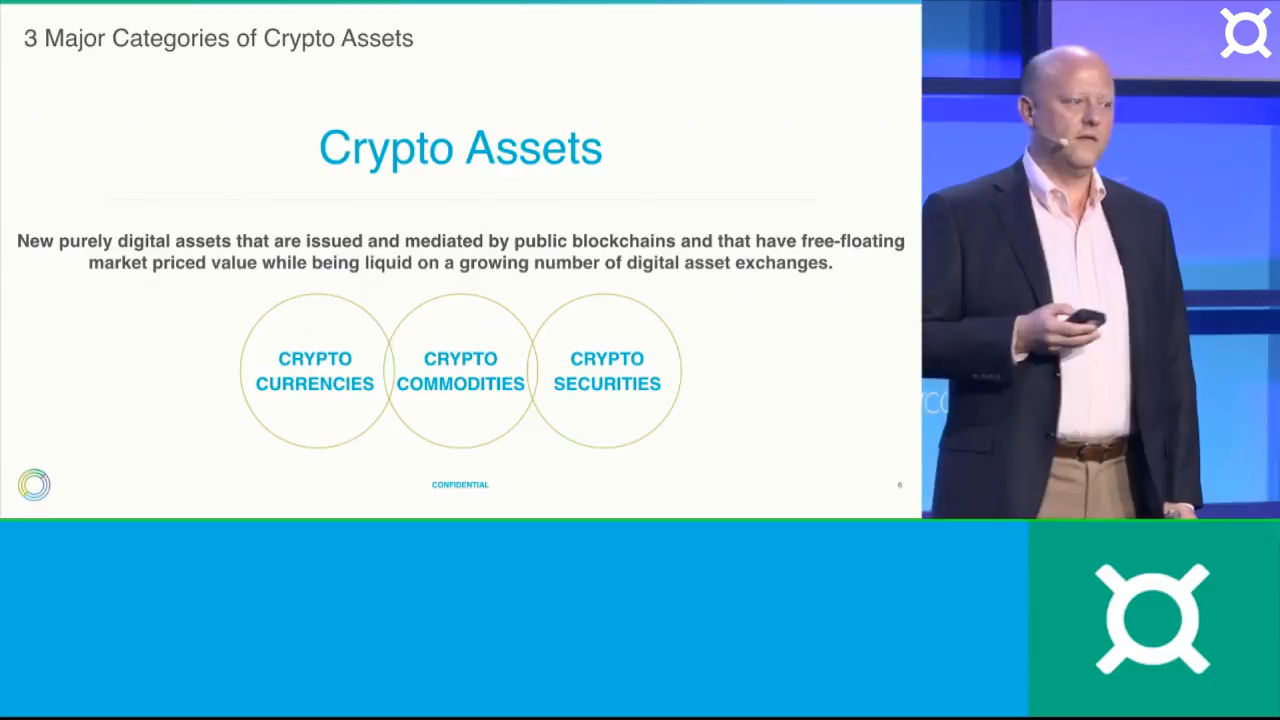 3 Major Categories of Crypto Assets
Crypto Assets
New purely digital assets that are issued and mediated by public blockchains and that have free-floating
market priced value while being liquid on a growing number of digital asset exchanges.
CRYPTO
CURRENCIES
CRYPTO
COMMODITIES
CRYPTO
SECURITIES
CONFIDENTIAL
6